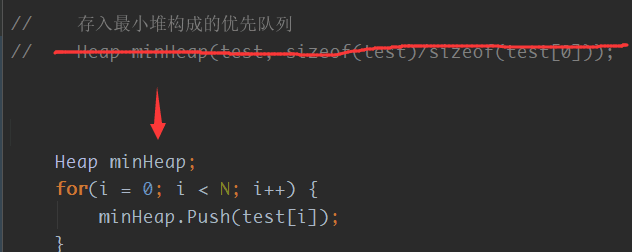 //      存入最小堆构成的优先队列
//      Heap minHeap(test, sizeof(test)/sizeof(test[0]));
Heap minHeap;
for(i = 0; i < N; i++) {
    minHeap.Push(test[i]);
}